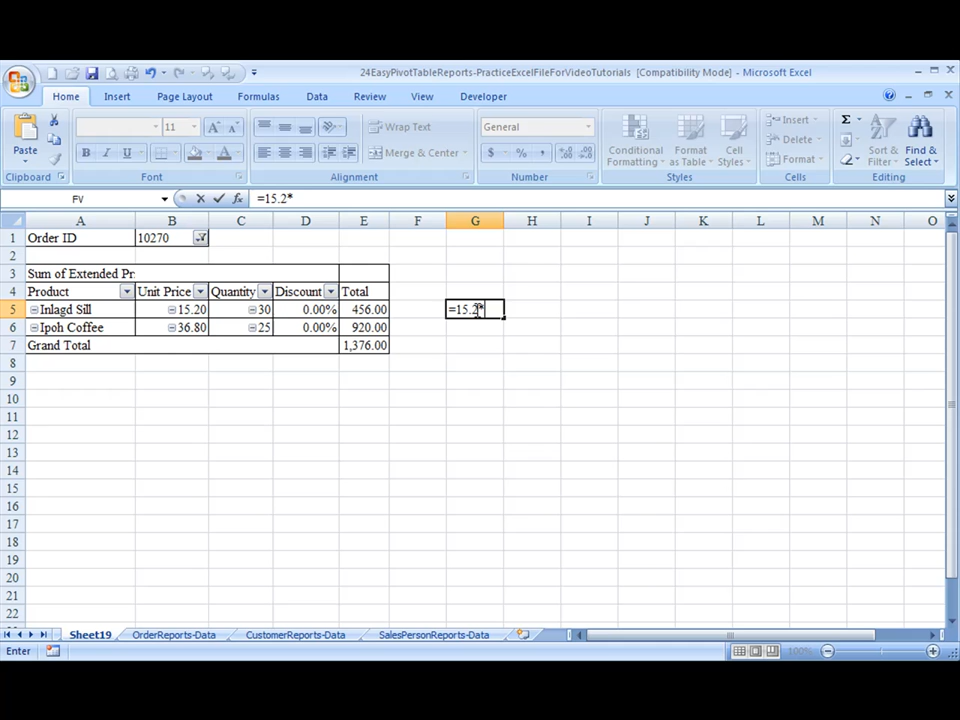 24EasyPivotTableReports-PracticeExcelFileForVideoTutorials [Compatibility Mode] - Microsoft Excel
Home Insert Page Layout Formulas Data Review View Developer
Paste 11 Wrap Text General Conditional Formatting Format as Table Cell Styles Insert Sort & Filter Find & Select
B I U Merge & Center $ % , Delete
Format
Clipboard Font Alignment Number Styles Cells Editing
FV fx =15.2*
A B C D E F G H I J K L M N O
1 Order ID 10270
2
3 Sum of Extended Pr
4 Product Unit Price Quantity Discount Total
5 Inlagd Sill 15.20 30 0.00% 456.00 =15.2*
6 Ipoh Coffee 36.80 25 0.00% 920.00
7 Grand Total 1,376.00
8
9
10
11
12
13
14
15
16
17
18
19
20
21
22
Sheet19 OrderReports-Data CustomerReports-Data SalesPersonReports-Data
Enter 100%